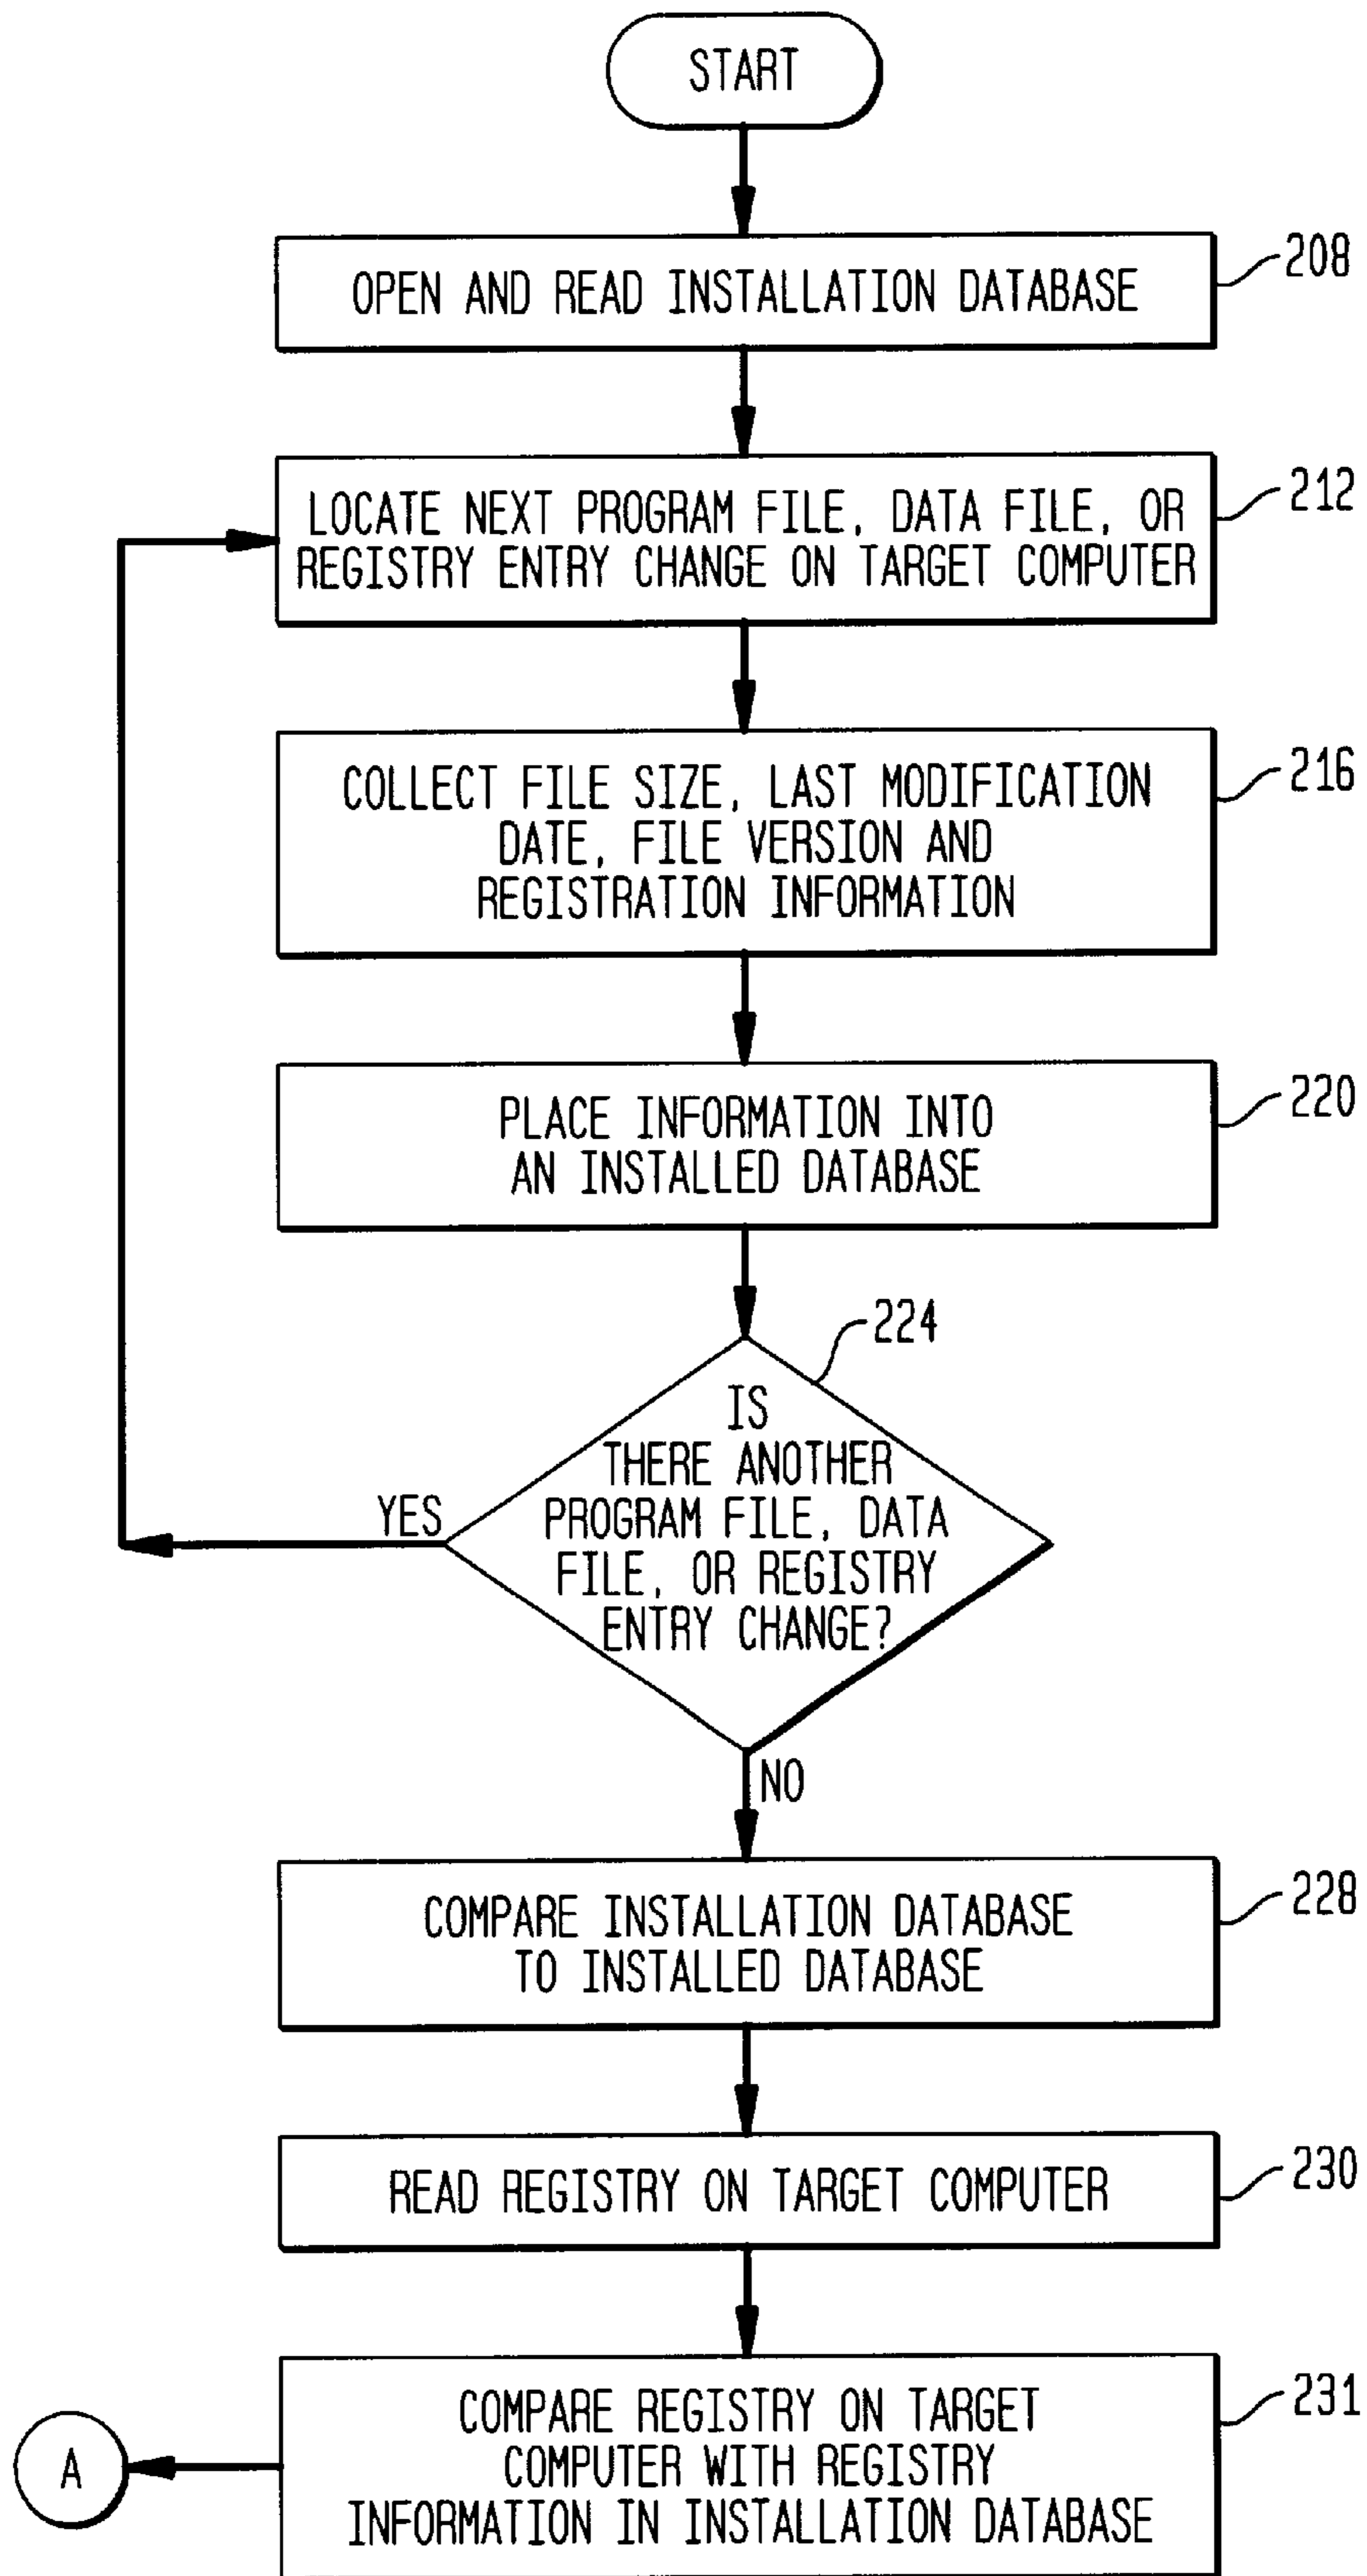 START
OPEN AND READ INSTALLATION DATABASE
208
LOCATE NEXT PROGRAM FILE, DATA FILE, OR
REGISTRY ENTRY CHANGE ON TARGET COMPUTER
212
COLLECT FILE SIZE, LAST MODIFICATION
DATE, FILE VERSION AND
REGISTRATION INFORMATION
216
PLACE INFORMATION INTO
AN INSTALLED DATABASE
220
224
IS
THERE ANOTHER
PROGRAM FILE, DATA
FILE, OR REGISTRY
ENTRY CHANGE?
YES
NO
COMPARE INSTALLATION DATABASE
TO INSTALLED DATABASE
228
READ REGISTRY ON TARGET COMPUTER
230
COMPARE REGISTRY ON TARGET
COMPUTER WITH REGISTRY
INFORMATION IN INSTALLATION DATABASE
231
A